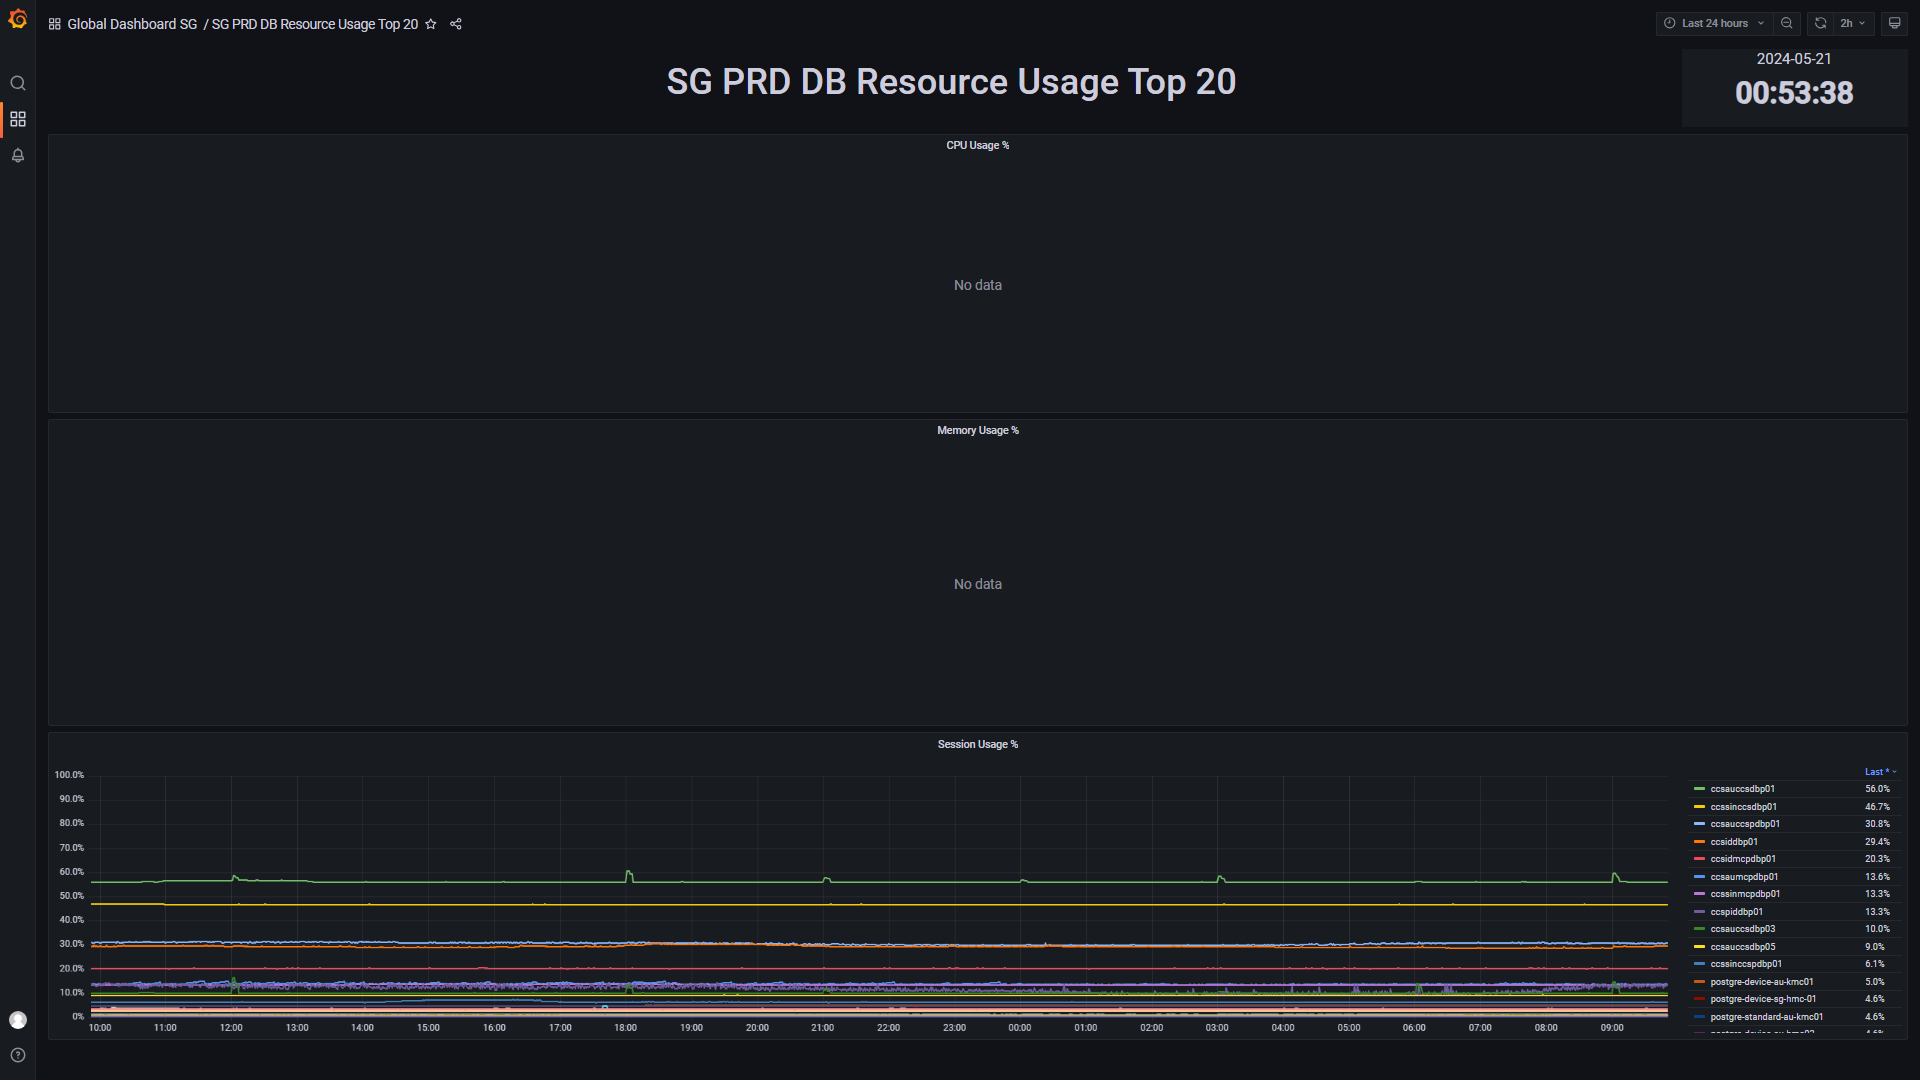 Global Dashboard SG / SG PRD DB Resource Usage Top 20
Last 24 hours
2h
SG PRD DB Resource Usage Top 20
2024-05-21
00:53:38
CPU Usage %
No data
Memory Usage %
No data
Session Usage %
100.0%
90.0%
80.0%
70.0%
60.0%
50.0%
40.0%
30.0%
20.0%
10.0%
0%
10:00 11:00 12:00 13:00 14:00 15:00 16:00 17:00 18:00 19:00 20:00 21:00 22:00 23:00 00:00 01:00 02:00 03:00 04:00 05:00 06:00 07:00 08:00 09:00
Last *
ccsauccsdbp01 56.0%
ccssinccsdbp01 46.7%
ccsauccspdbp01 30.8%
ccsiddbp01 29.4%
ccsidmcpdbp01 20.3%
ccsaumcpdbp01 13.6%
ccssinmcpdbp01 13.3%
ccspiddbp01 13.3%
ccsauccsdbp03 10.0%
ccsauccsdbp05 9.0%
ccssinccspdbp01 6.1%
postgre-device-au-kmc01 5.0%
postgre-device-sg-hmc-01 4.6%
postgre-standard-au-kmc01 4.6%